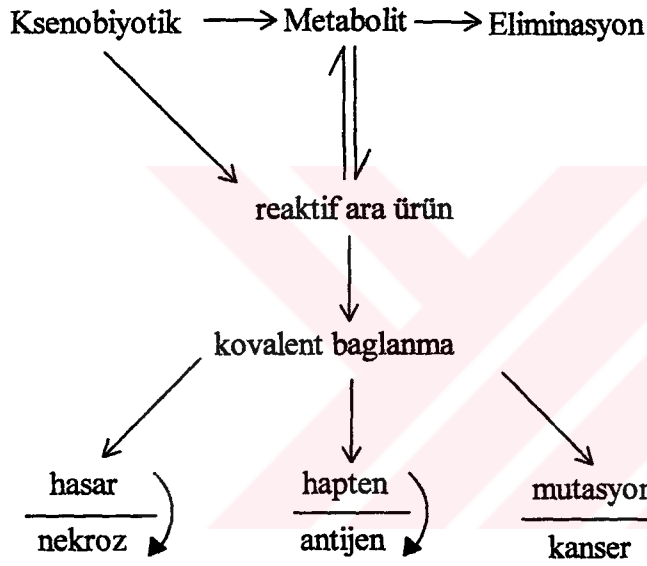 Ksenobiyotik Metabolit Eliminasyon
reaktif ara ürün
kovalent baglanma
hasar hapten mutasyon
nekroz antijen kanser